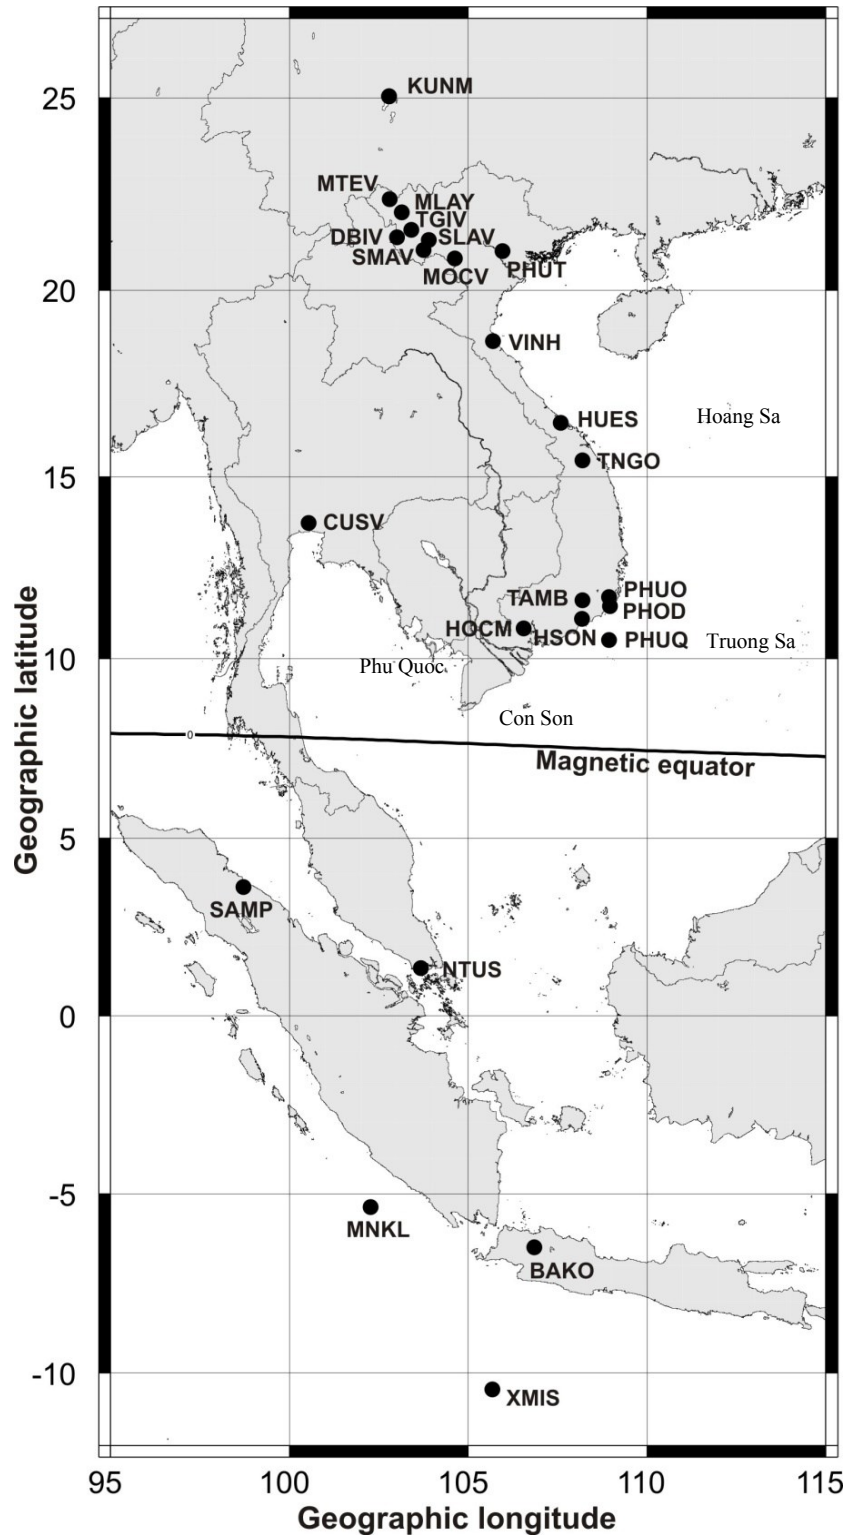 KUNM
25
MTEV
MLAY
TGIV
DBIV
SLAV
SMAV
MOCV
PHUT
20
VINH
HUES
Hoang Sa
TNGO
15
CUSV
PHUO
TAMB
PHOD
HOCM
HSON
PHUQ
Truong Sa
10
Phu Quoc
Con Son
0
Magnetic equator
Geographic latitude
5
SAMP
NTUS
0
-5
MNKL
BAKO
-10
XMIS
95
100
105
110
115
Geographic longitude